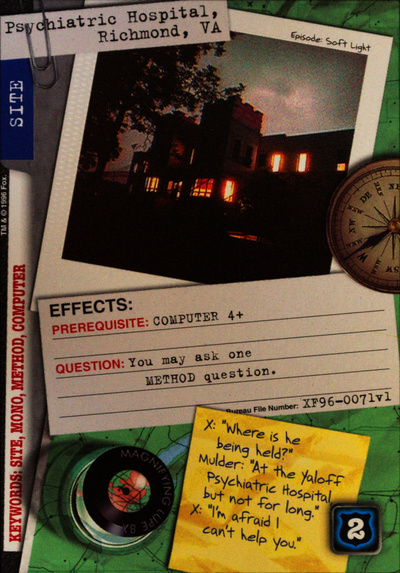 Psychiatric Hospital,
Richmond, VA
Episode: Soft Light
SITE
TM & © 1996 Fox.
KEYWORDS: SITE, MONO, METHOD, COMPUTER
EFFECTS:
PREREQUISITE: COMPUTER 4+
QUESTION: You may ask one
METHOD question.
Bureau File Number: XF96-0071v1
MAGNIFYING LUPE 8X
X: "Where is he
being held?"
Mulder: "At the Yaloff
Psychiatric Hospital,
but not for long."
X: "I'm afraid I
can't help you."
2